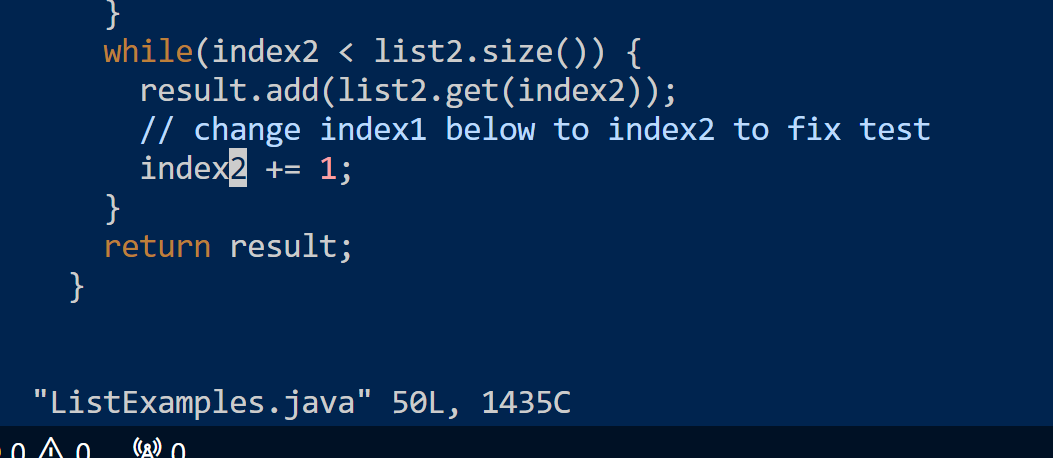 }
while(index2 < list2.size()) {
result.add(list2.get(index2));
// change index1 below to index2 to fix test
index2 += 1;
}
return result;
}
"ListExamples.java" 50L, 1435C
0 0 0